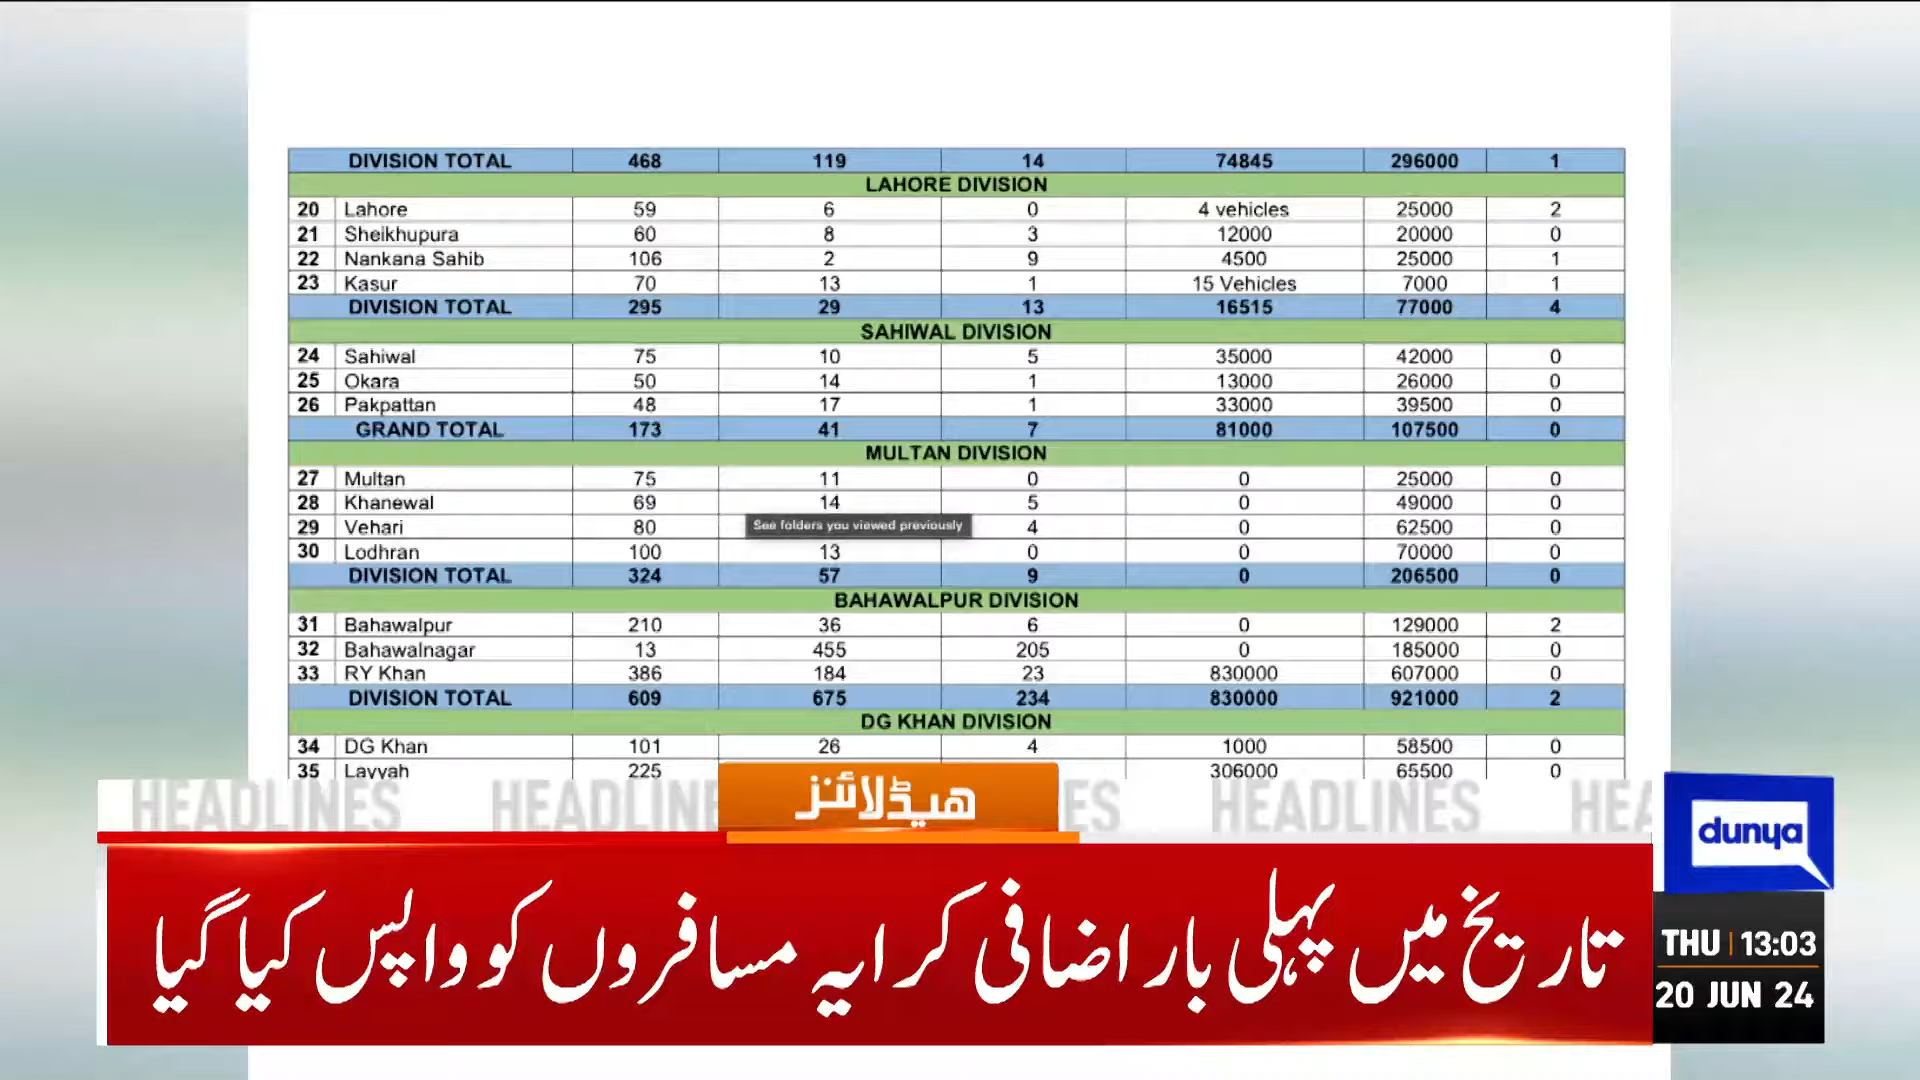 DIVISION TOTAL 468 119 14 74845 296000 1
LAHORE DIVISION
20 Lahore 59 6 0 4 vehicles 25000 2
21 Sheikhupura 60 8 3 12000 20000 0
22 Nankana Sahib 106 2 9 4500 25000 1
23 Kasur 70 13 1 15 Vehicles 7000 1
DIVISION TOTAL 295 29 13 16515 77000 4
SAHIWAL DIVISION
24 Sahiwal 75 10 5 35000 42000 0
25 Okara 50 14 1 13000 26000 0
26 Pakpattan 48 17 1 33000 39500 0
GRAND TOTAL 173 41 7 81000 107500 0
MULTAN DIVISION
27 Multan 75 11 0 0 25000 0
28 Khanewal 69 14 5 0 49000 0
29 Vehari 80 See folders you viewed previously 4 0 62500 0
30 Lodhran 100 13 0 0 70000 0
DIVISION TOTAL 324 57 9 0 206500 0
BAHAWALPUR DIVISION
31 Bahawalpur 210 36 6 0 129000 2
32 Bahawalnagar 13 455 205 0 185000 0
33 RY Khan 386 184 23 830000 607000 0
DIVISION TOTAL 609 675 234 830000 921000 2
DG KHAN DIVISION
34 DG Khan 101 26 4 1000 58500 0
35 Layyah 225 306000 65500 0
HEADLINES HEADLIN ES HEADLINES HEA
ھیڈلائنز
dunya
تاریخ میں پہلی بار اضافی کرایہ مسافروں کو واپس کیا گیا
THU 13:03
20 JUN 24